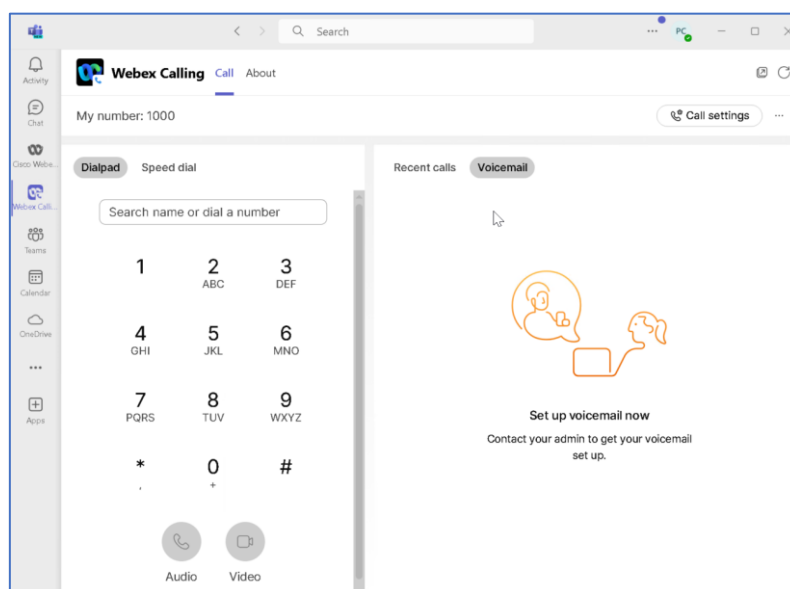 Search
PC
Activity
Chat
Cisco Webe...
Webex Calli...
Teams
Calendar
OneDrive
Apps
Webex Calling Call About
My number: 1000
Call settings
Dialpad Speed dial
Search name or dial a number
1 2 3
ABC DEF
4 5 6
GHI JKL MNO
7 8 9
PQRS TUV WXYZ
* 0 #
, +
Audio Video
Recent calls Voicemail
Set up voicemail now
Contact your admin to get your voicemail
set up.